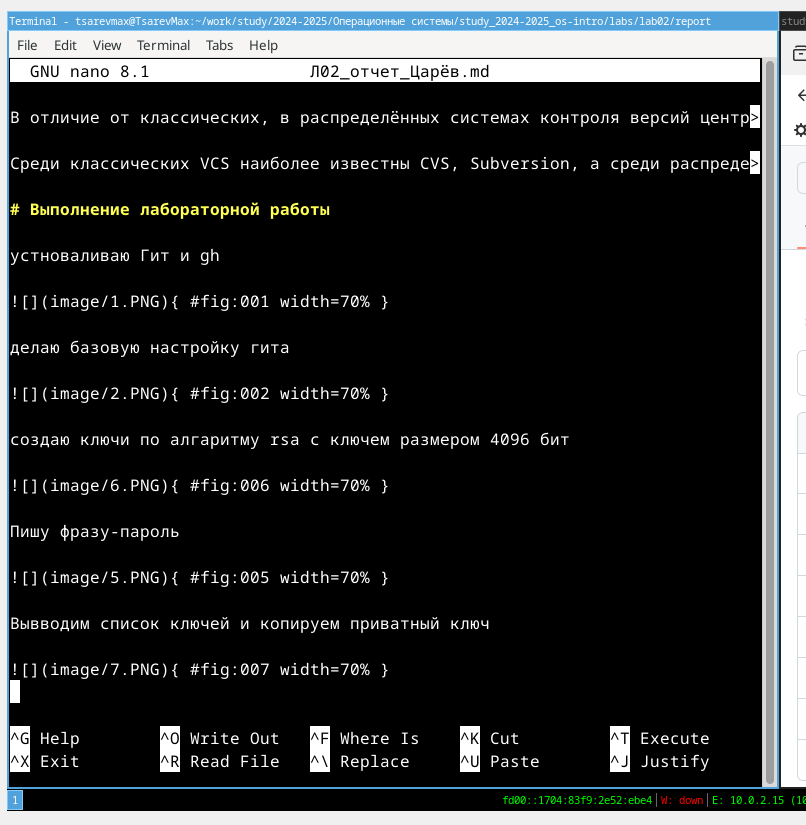 Terminal - tsarevmax@TsarevMax:~/work/study/2024-2025/Операционные системы/study_2024-2025_os-intro/labs/lab02/report
stud
File Edit View Terminal Tabs Help
GNU nano 8.1 Л02_отчет_Царёв.md
В отличие от классических, в распределённых системах контроля версий центр>
Среди классических VCS наиболее известны CVS, Subversion, а среди распреде>
# Выполнение лабораторной работы
устноваливаю Гит и gh
![](image/1.PNG){ #fig:001 width=70% }
делаю базовую настройку гита
![](image/2.PNG){ #fig:002 width=70% }
создаю ключи по алгаритму rsa с ключем размером 4096 бит
![](image/6.PNG){ #fig:006 width=70% }
Пишу фразу-пароль
![](image/5.PNG){ #fig:005 width=70% }
Вывводим список ключей и копируем приватный ключ
![](image/7.PNG){ #fig:007 width=70% }
^G Help ^O Write Out ^F Where Is ^K Cut ^T Execute
^X Exit ^R Read File ^\ Replace ^U Paste ^J Justify
1 fd00::1704:83f9:2e52:ebe4 W: down E: 10.0.2.15 (10